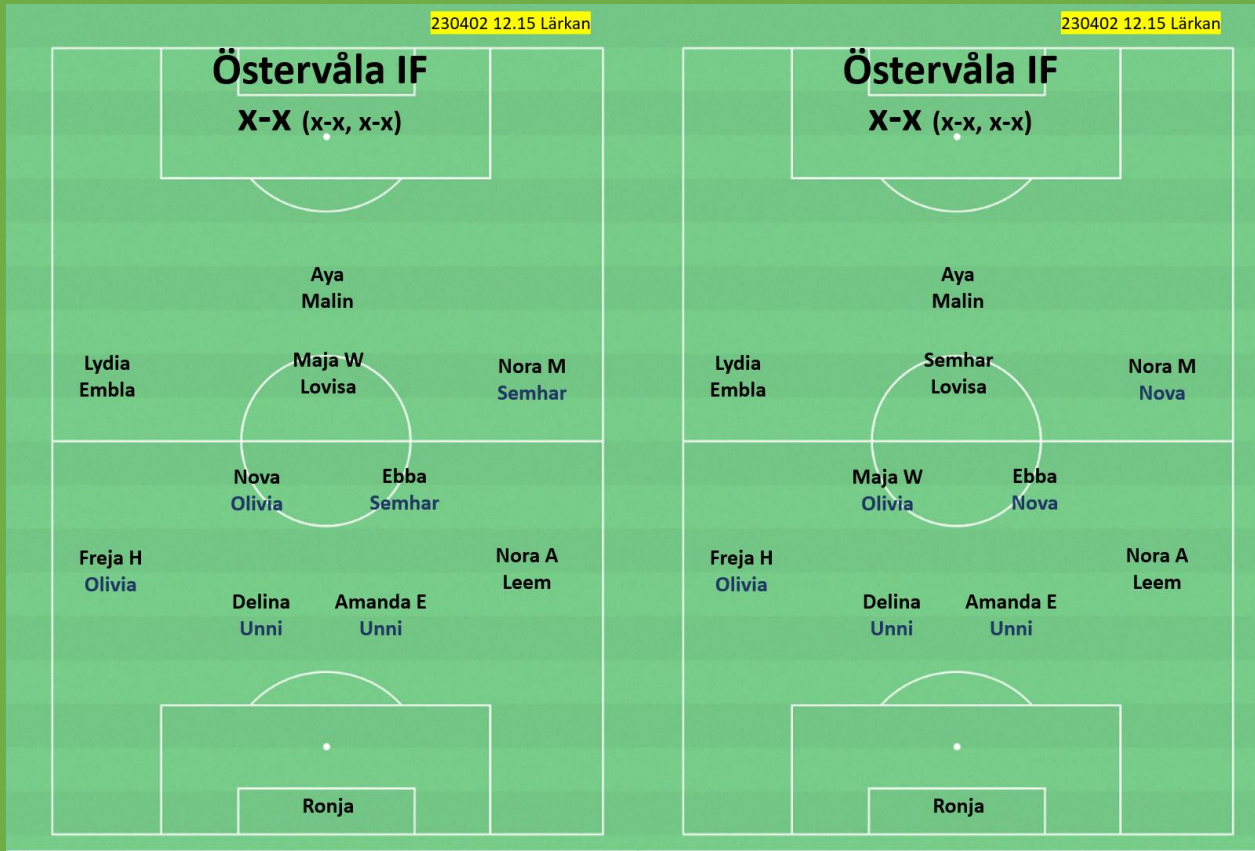 230402 12.15 Lärkan
Östervåla IF
x-x (x-x, x-x)
Aya
Malin
Lydia
Embla
Maja W
Lovisa
Nora M
Semhar
Nova
Olivia
Ebba
Semhar
Freja H
Olivia
Delina
Unni
Amanda E
Unni
Nora A
Leem
Ronja
230402 12.15 Lärkan
Östervåla IF
x-x (x-x, x-x)
Aya
Malin
Lydia
Embla
Semhar
Lovisa
Nora M
Nova
Maja W
Olivia
Ebba
Nova
Freja H
Olivia
Delina
Unni
Amanda E
Unni
Nora A
Leem
Ronja